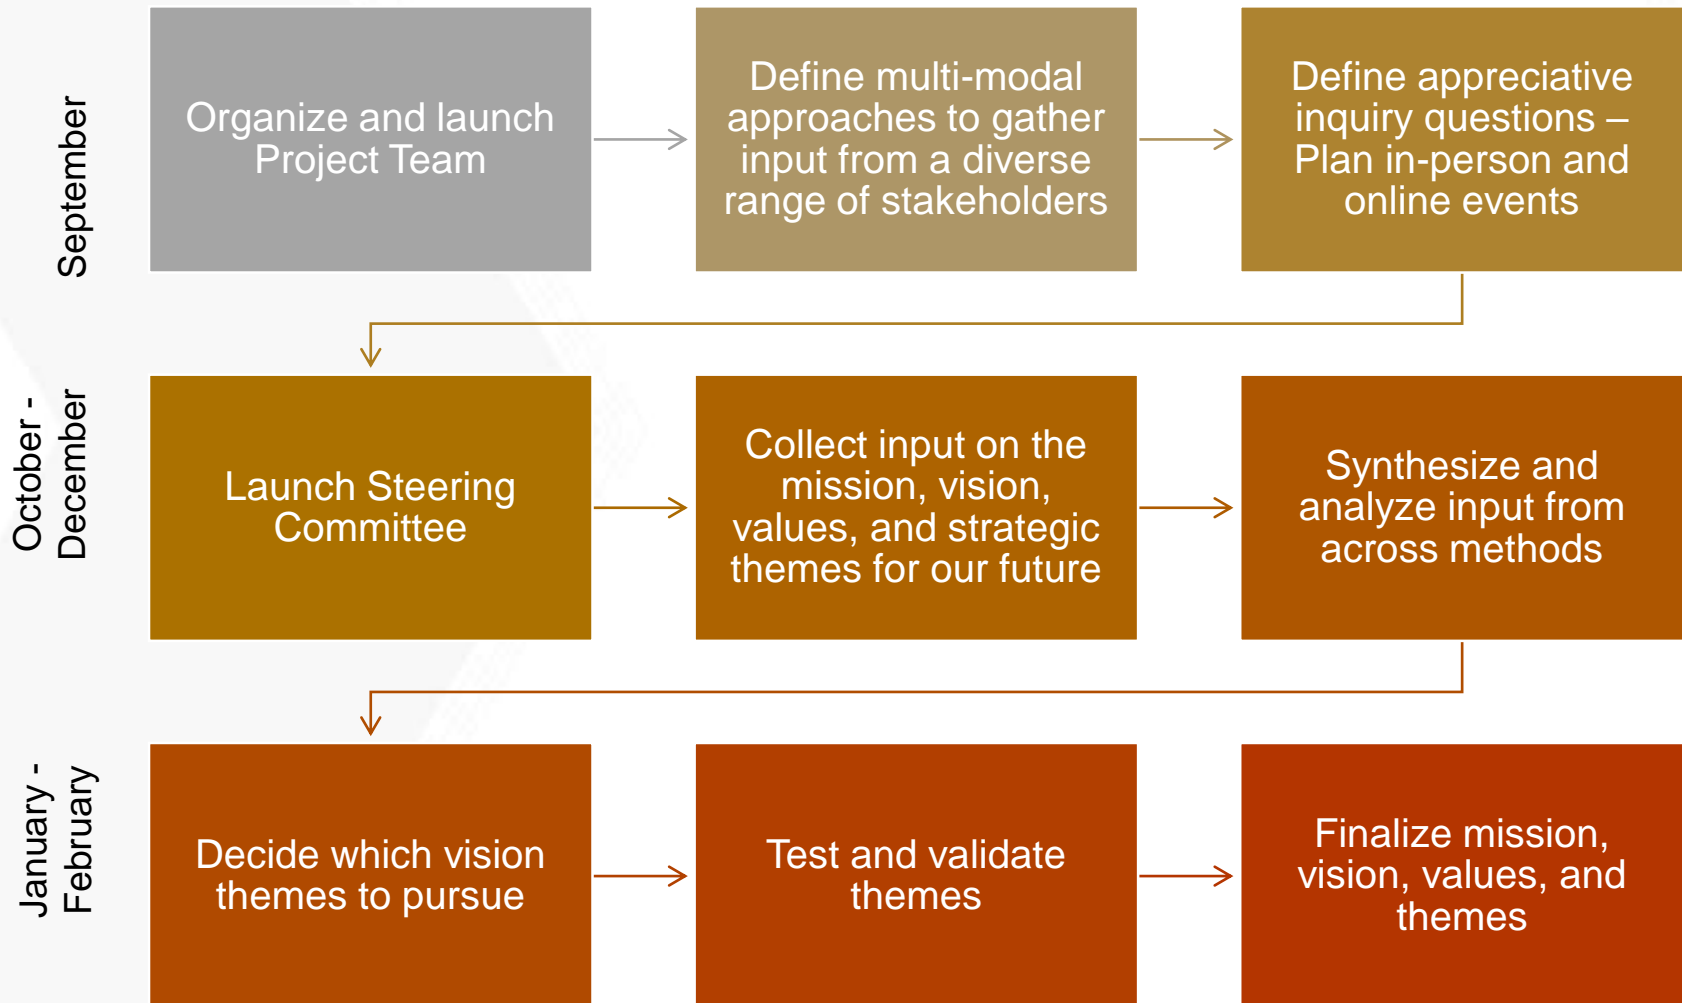 September
Organize and launch
Project Team
Define multi-modal
approaches to gather
input from a diverse
range of stakeholders
Define appreciative
inquiry questions –
Plan in-person and
online events
October -
December
Launch Steering
Committee
Collect input on the
mission, vision,
values, and strategic
themes for our future
Synthesize and
analyze input from
across methods
January -
February
Decide which vision
themes to pursue
Test and validate
themes
Finalize mission,
vision, values, and
themes